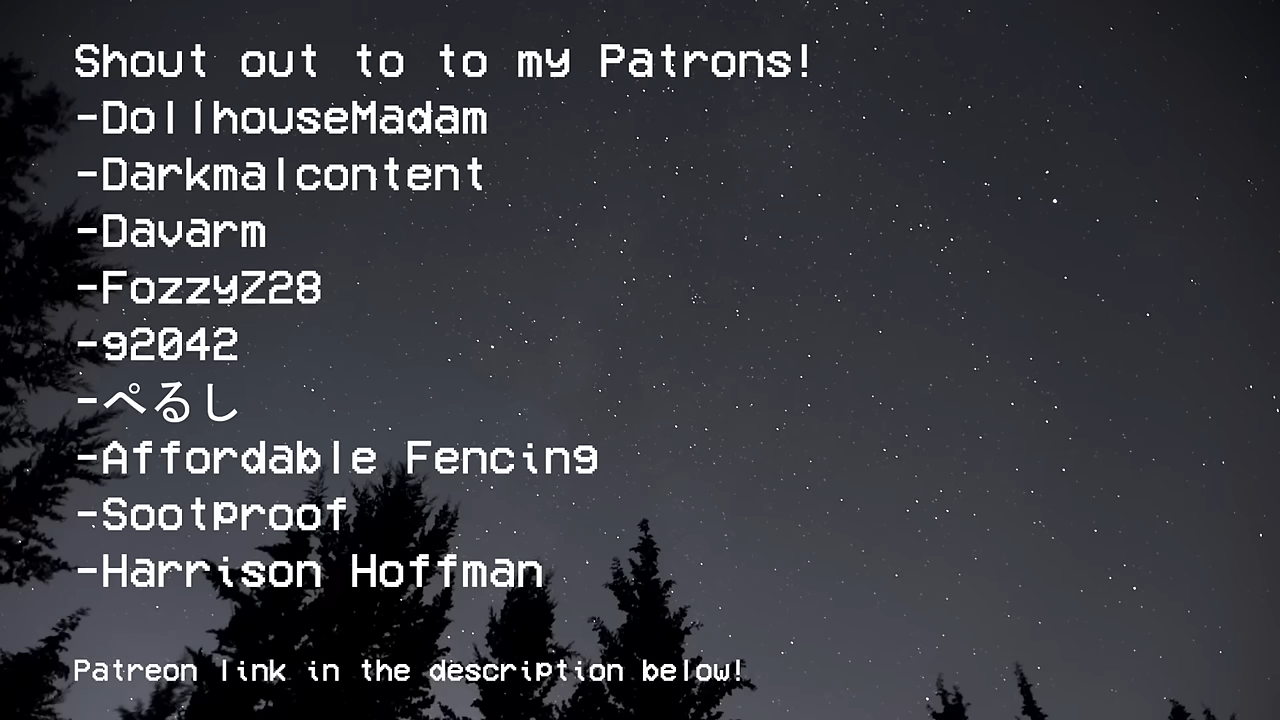 Shout out to to my Patrons!
-DollhouseMadam
-Darkmalcontent
-Davarm
-FozzyZ28
-g2042
-ぺるし
-Affordable Fencing
-Sootproof
-Harrison Hoffman
Patreon link in the description below!